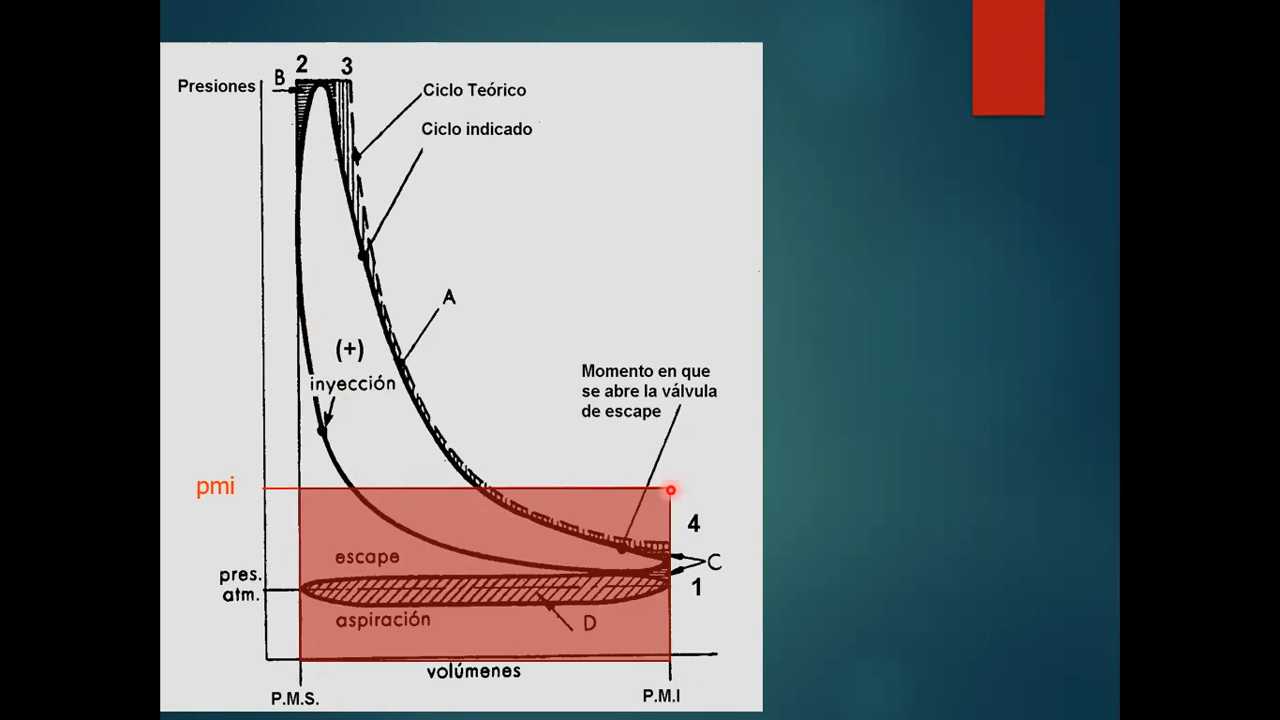 2 3
Presiones B
Ciclo Teórico
Ciclo indicado
A
(+)
inyección
Momento en que
se abre la válvula
de escape
pmi
4
escape
C
pres.
atm.
1
aspiración D
volúmenes
P.M.S. P.M.I